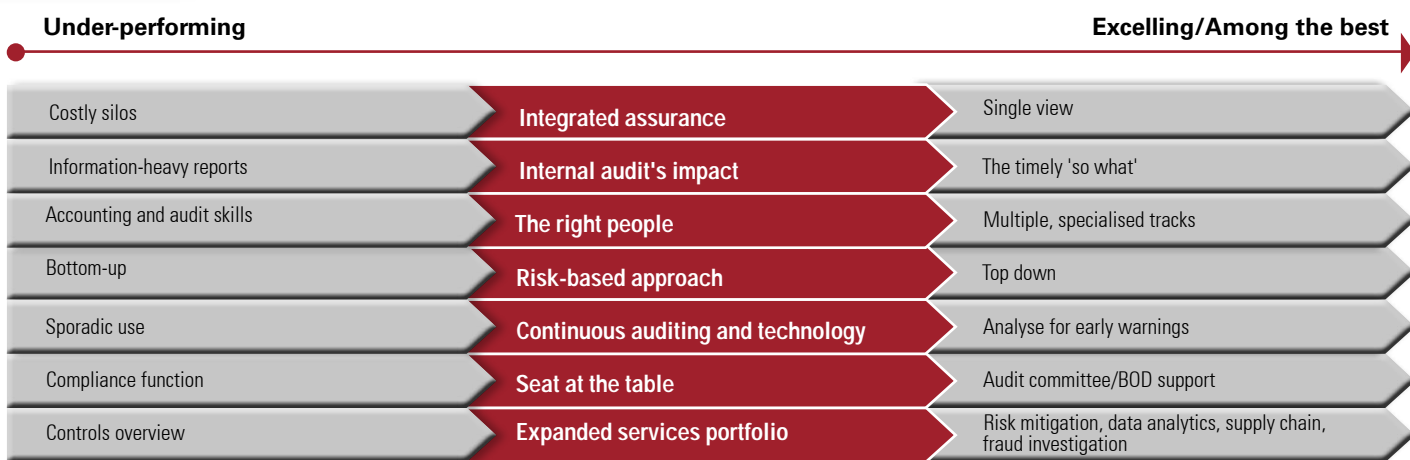 Under-performing
Excelling/Among the best
Costly silos
Integrated assurance
Single view
Information-heavy reports
Internal audit's impact
The timely 'so what'
Accounting and audit skills
The right people
Multiple, specialised tracks
Bottom-up
Risk-based approach
Top down
Sporadic use
Continuous auditing and technology
Analyse for early warnings
Compliance function
Seat at the table
Audit committee/BOD support
Controls overview
Expanded services portfolio
Risk mitigation, data analytics, supply chain,
fraud investigation